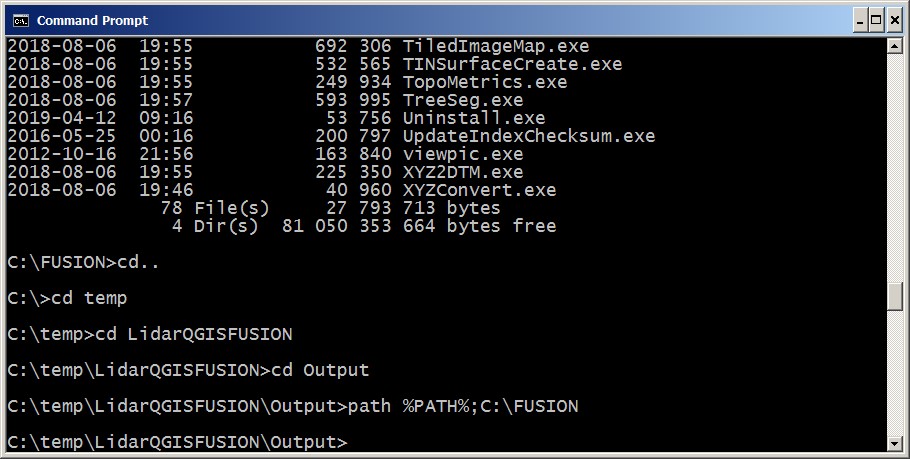 Command Prompt
2018-08-06  19:55           692 306 TiledImageMap.exe
2018-08-06  19:55           532 565 TINSurfaceCreate.exe
2018-08-06  19:55           249 934 TopoMetrics.exe
2018-08-06  19:57           593 995 TreeSeg.exe
2019-04-12  09:16            53 756 Uninstall.exe
2016-05-25  00:16           200 797 UpdateIndexChecksum.exe
2012-10-16  21:56           163 840 viewpic.exe
2018-08-06  19:55           225 350 XYZ2DTM.exe
2018-08-06  19:46            40 960 XYZConvert.exe
78 File(s)     27 793 713 bytes
4 Dir(s)  81 050 353 664 bytes free
C:\FUSION>cd..
C:\>cd temp
C:\temp>cd LidarQGISFUSION
C:\temp\LidarQGISFUSION>cd Output
C:\temp\LidarQGISFUSION\Output>path %PATH%;C:\FUSION
C:\temp\LidarQGISFUSION\Output>